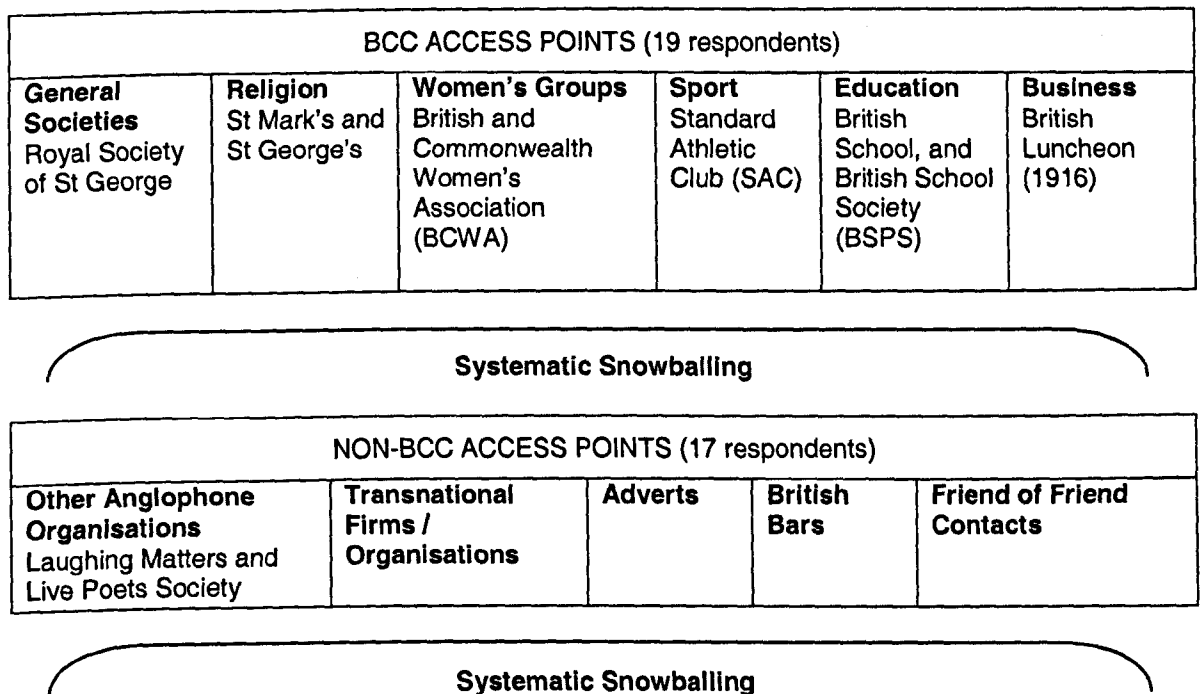 BCC ACCESS POINTS (19 respondents)
General
Societies
Royal Society
of St George
Religion
St Mark's and
St George's
Women's Groups
British and
Commonwealth
Women's
Association
(BCWA)
Sport
Standard
Athletic
Club (SAC)
Education
British
School, and
British School
Society
(BSPS)
Business
British
Luncheon
(1916)
Systematic Snowballing
NON-BCC ACCESS POINTS (17 respondents)
Other Anglophone
Organisations
Laughing Matters and
Live Poets Society
Transnational
Firms /
Organisations
Adverts
British
Bars
Friend of Friend
Contacts
Systematic Snowballing